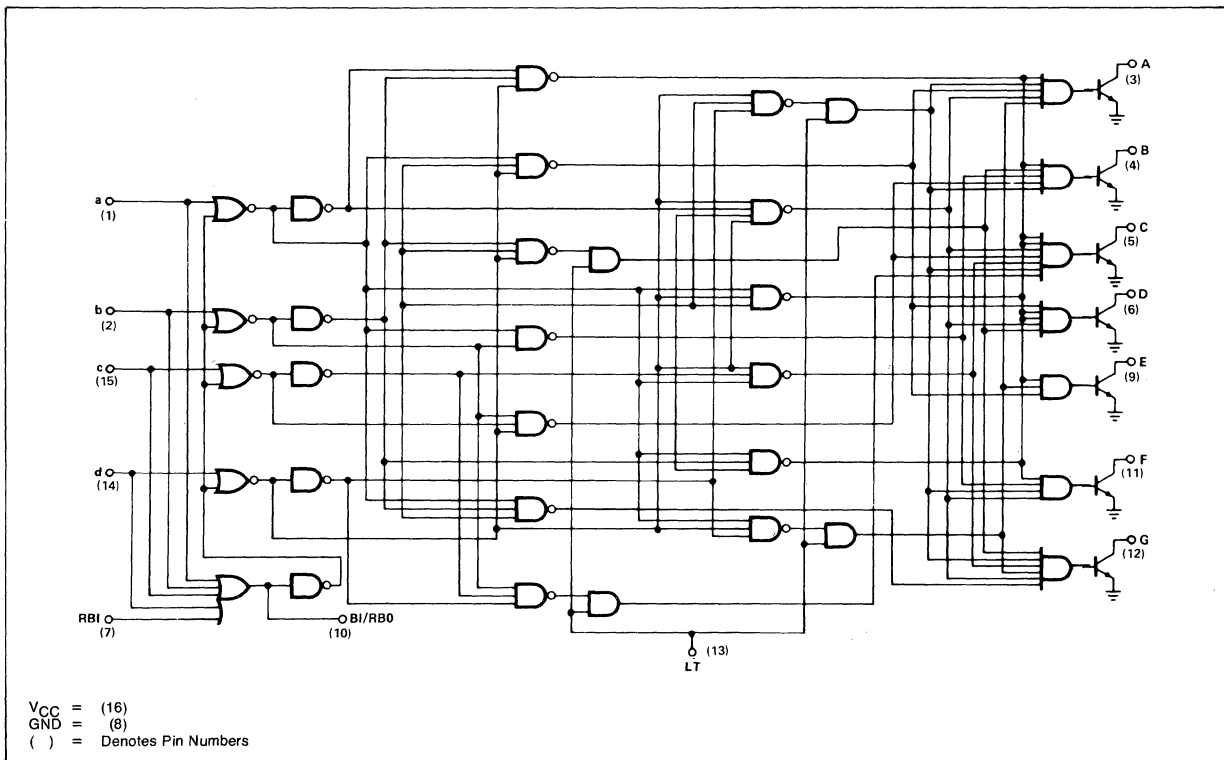 A
(3)
B
(4)
a
(1)
C
(5)
D
(6)
b
(2)
E
(9)
c
(15)
F
(11)
d
(14)
G
(12)
RBI
(7)
BI/RB0
(10)
(13)
LT
VCC = (16)
GND = (8)
( ) = Denotes Pin Numbers